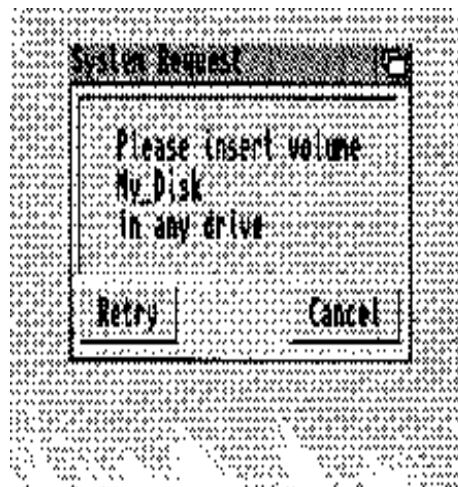 System Request
Please insert volume
My_Disk
in any drive
Retry
Cancel